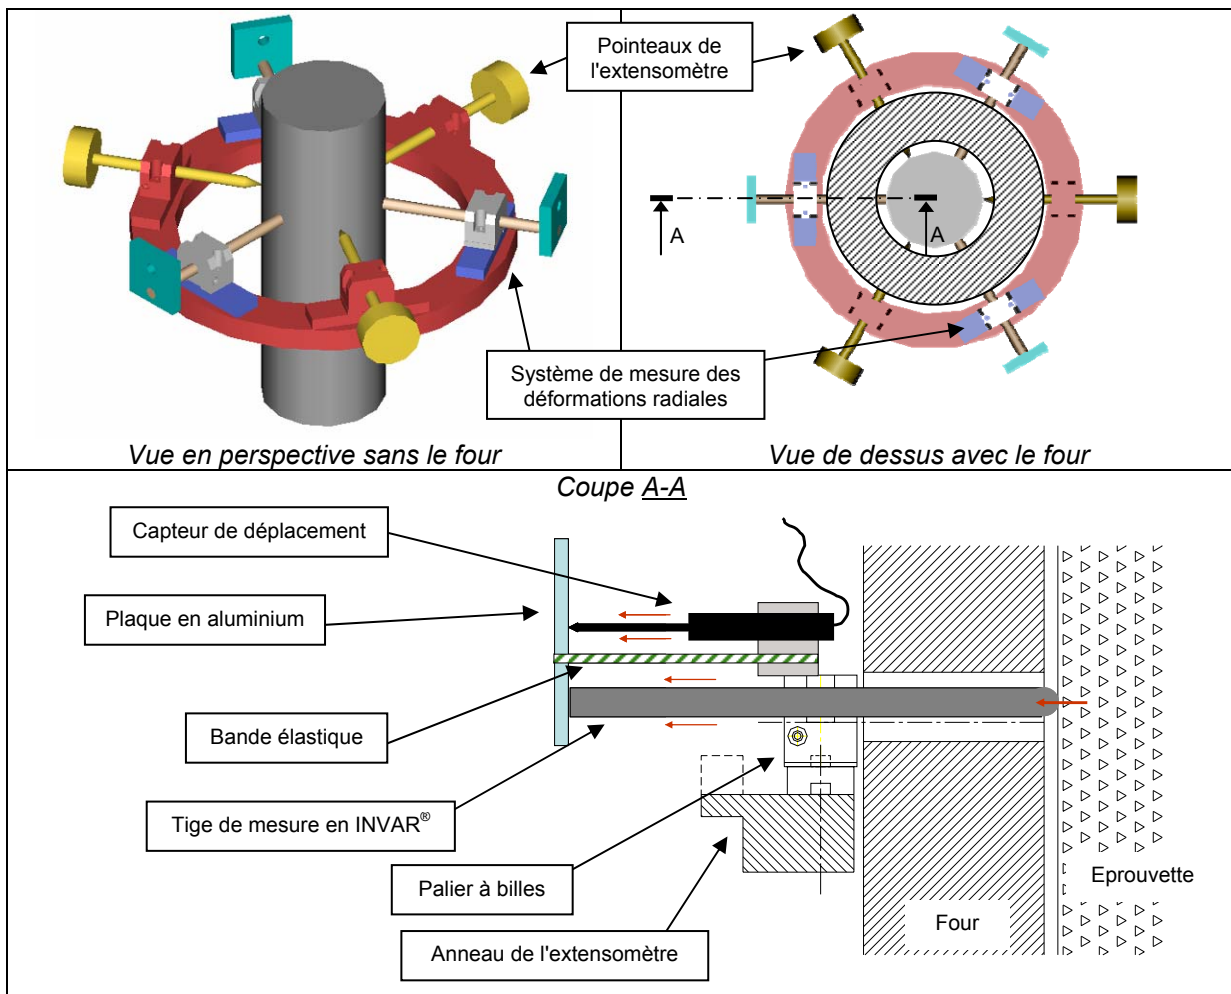 Pointeaux de
l'extensomètre
A
A
Système de mesure des
déformations radiales
Vue en perspective sans le four
Vue de dessus avec le four
Coupe A-A
Capteur de déplacement
Plaque en aluminium
Bande élastique
Tige de mesure en INVAR®
Palier à billes
Eprouvette
Four
Anneau de l'extensomètre